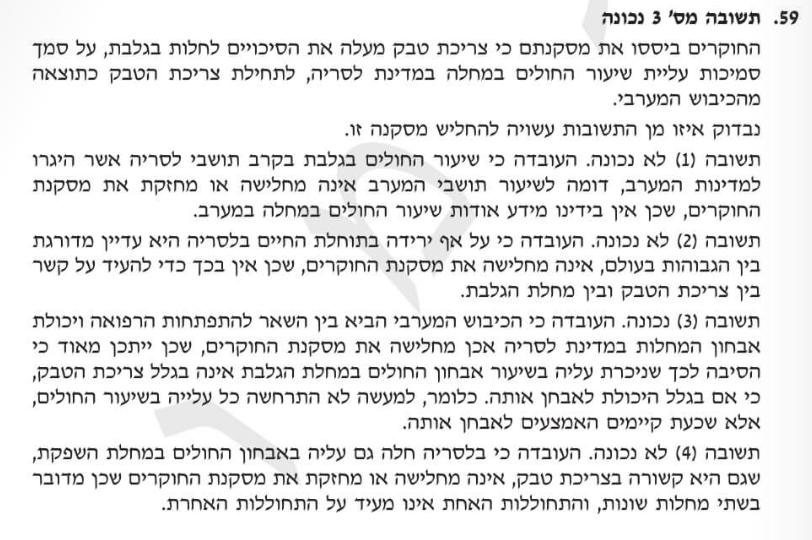 59. תשובה מס' 3 נכונה
החוקרים ביססו את מסקנתם כי צריכת טבק מעלה את הסיכויים לחלות בגלבת, על סמך
סמיכות עליית שיעור החולים במחלה במדינת לסריה, לתחילת צריכת הטבק כתוצאה
מהכיבוש המערבי.
נבדוק איזו מן התשובות עשויה להחליש מסקנה זו.
תשובה (1) לא נכונה. העובדה כי שיעור החולים בגלבת בקרב תושבי לסריה אשר היגרו
למדינות המערב, דומה לשיעור תושבי המערב אינה מחלישה או מחזקת את מסקנת
החוקרים, שכן אין בידינו מידע אודות שיעור החולים במחלה במערב.
תשובה (2) לא נכונה. העובדה כי על אף ירידה בתוחלת החיים בלסריה היא עדיין מדורגת
בין הגבוהות בעולם, אינה מחלישה את מסקנת החוקרים, שכן אין בכך כדי להעיד על קשר
בין צריכת הטבק ובין מחלת הגלבת.
תשובה (3) נכונה. העובדה כי הכיבוש המערבי הביא בין השאר להתפתחות הרפואה ויכולת
אבחון המחלות במדינת לסריה אכן מחלישה את מסקנת החוקרים, שכן ייתכן מאוד כי
הסיבה לכך שניכרת עליה בשיעור אבחון החולים במחלת הגלבת אינה בגלל צריכת הטבק,
כי אם בגלל היכולת לאבחן אותה. כלומר, למעשה לא התרחשה כל עלייה בשיעור החולים,
אלא שכעת קיימים האמצעים לאבחן אותה.
תשובה (4) לא נכונה. העובדה כי בלסריה חלה גם עליה באבחון החולים במחלת השפקת,
שגם היא קשורה בצריכת טבק, אינה מחלישה או מחזקת את מסקנת החוקרים שכן מדובר
בשתי מחלות שונות, והתחוללות האחת אינו מעיד על התחוללות האחרת.